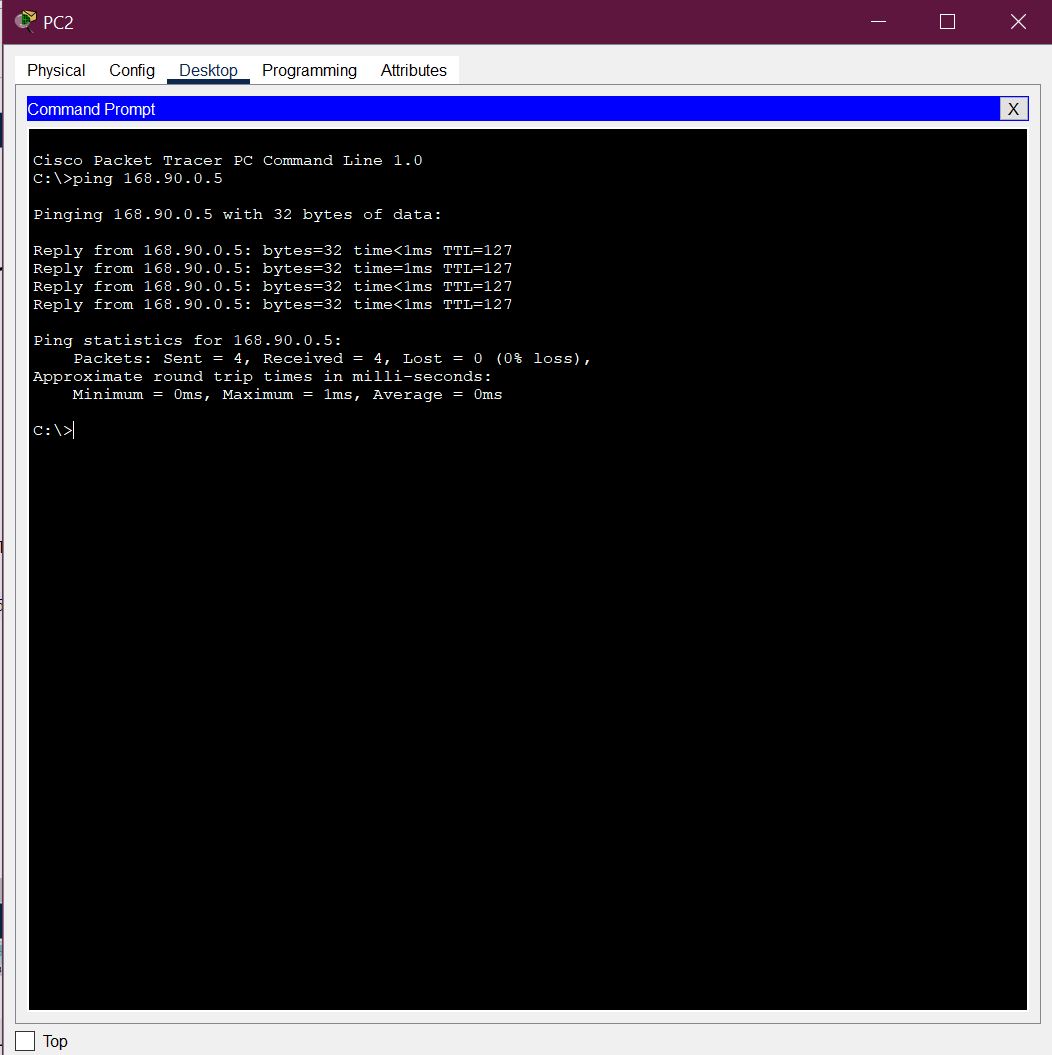 PC2
Physical Config Desktop Programming Attributes
Command Prompt X
Cisco Packet Tracer PC Command Line 1.0
C:\>ping 168.90.0.5
Pinging 168.90.0.5 with 32 bytes of data:
Reply from 168.90.0.5: bytes=32 time<1ms TTL=127
Reply from 168.90.0.5: bytes=32 time=1ms TTL=127
Reply from 168.90.0.5: bytes=32 time<1ms TTL=127
Reply from 168.90.0.5: bytes=32 time<1ms TTL=127
Ping statistics for 168.90.0.5:
Packets: Sent = 4, Received = 4, Lost = 0 (0% loss),
Approximate round trip times in milli-seconds:
Minimum = 0ms, Maximum = 1ms, Average = 0ms
C:\>
Top